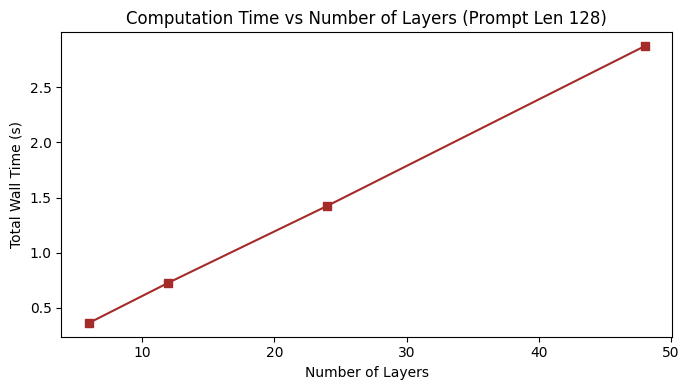 Computation Time vs Number of Layers (Prompt Len 128)
Total Wall Time (s)
2.5
2.0
1.5
1.0
0.5
10 20 30 40 50
Number of Layers